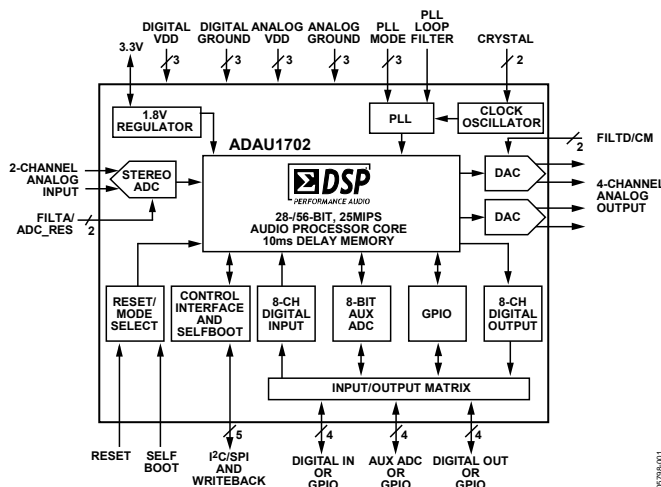 DIGITAL VDD
DIGITAL GROUND
ANALOG VDD
ANALOG GROUND
PLL MODE
PLL LOOP FILTER
CRYSTAL
3.3V
3
3
3
3
3
2
1.8V
REGULATOR
PLL
CLOCK
OSCILLATOR
ADAU1702
FILTD/CM
2
2-CHANNEL
ANALOG
INPUT
STEREO
ADC
ΣDSP
PERFORMANCE AUDIO
28-/56-BIT, 25MIPS
AUDIO PROCESSOR CORE
10ms DELAY MEMORY
DAC
DAC
4-CHANNEL
ANALOG
OUTPUT
FILTA/
ADC_RES
2
RESET/
MODE
SELECT
CONTROL
INTERFACE
AND
SELFBOOT
8-CH
DIGITAL
INPUT
8-BIT
AUX
ADC
GPIO
8-CH
DIGITAL
OUTPUT
INPUT/OUTPUT MATRIX
5
4
4
4
RESET
SELF
BOOT
I²C/SPI
AND
WRITEBACK
DIGITAL IN
OR
GPIO
AUX ADC
OR
GPIO
DIGITAL OUT
OR
GPIO
05798-001